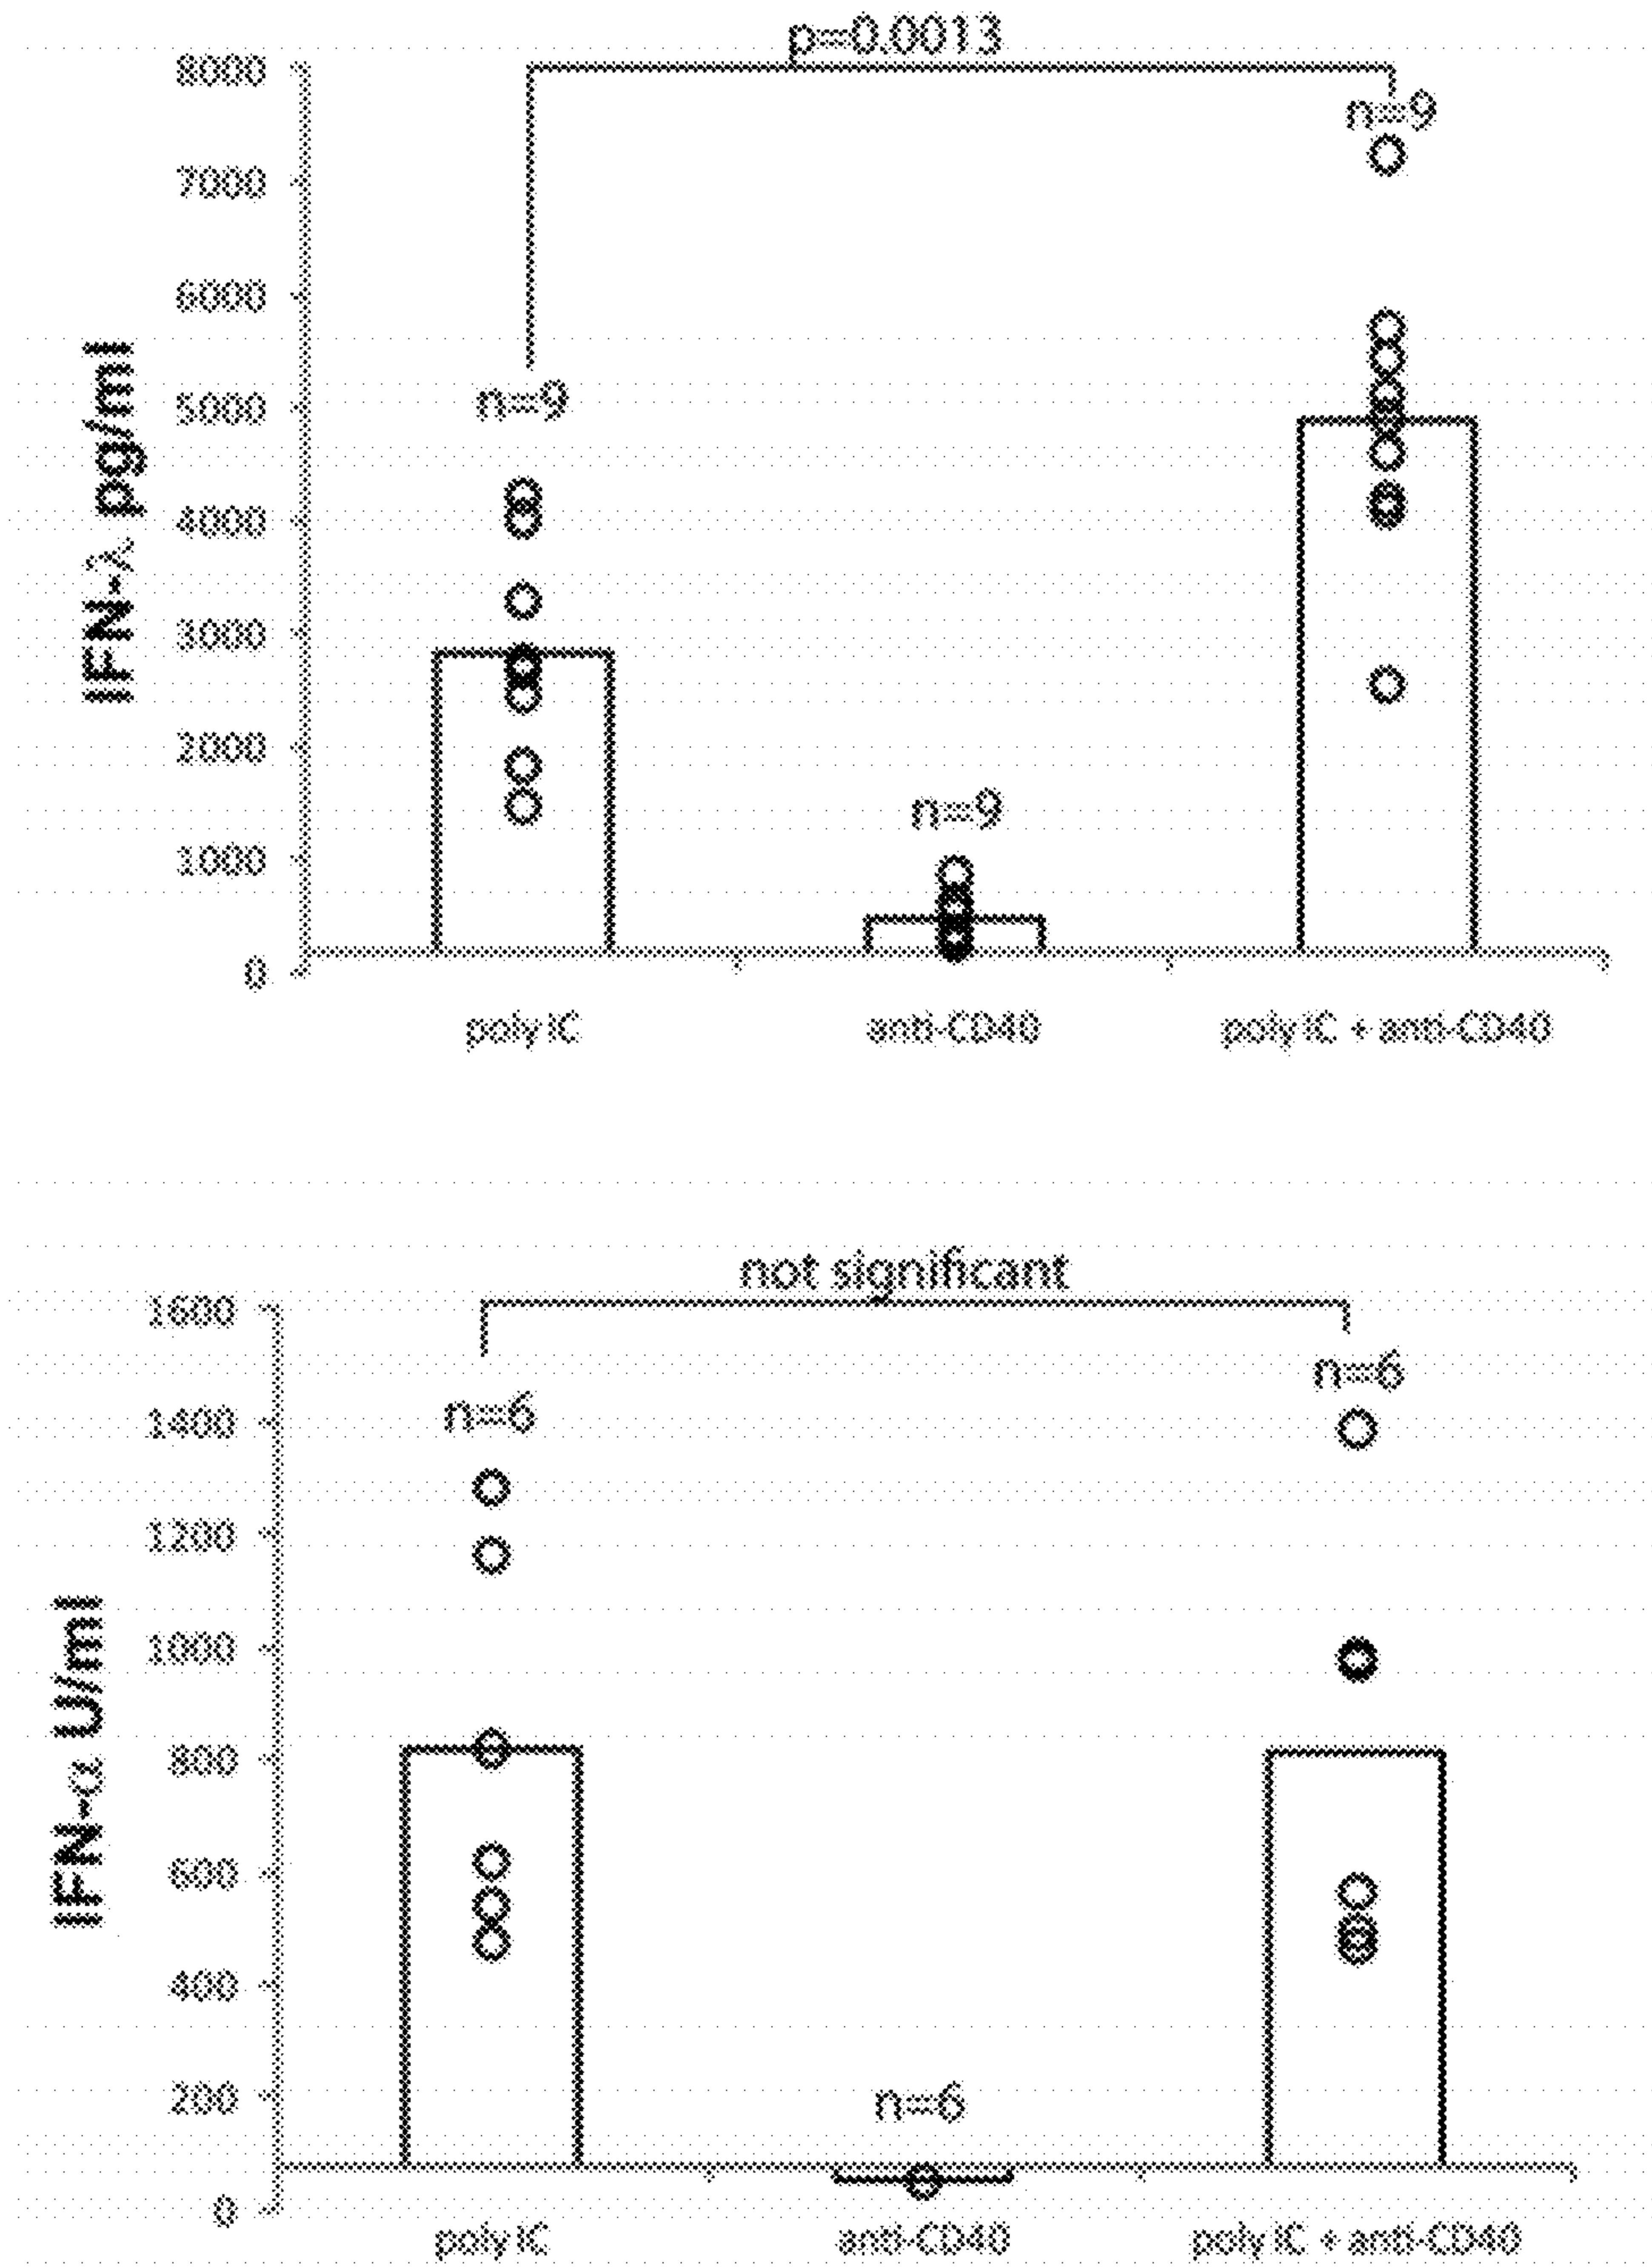 p=0.0013
8000
n=9
7000
6000
n=9
5000
4000
3000
2000
n=9
1000
0
IFN-λ pg/ml
poly IC
anti-CD40
poly IC + anti-CD40
not significant
1600
n=6
1400
n=6
1200
1000
800
600
400
200
n=6
0
IFN-α U/ml
poly IC
anti-CD40
poly IC + anti-CD40